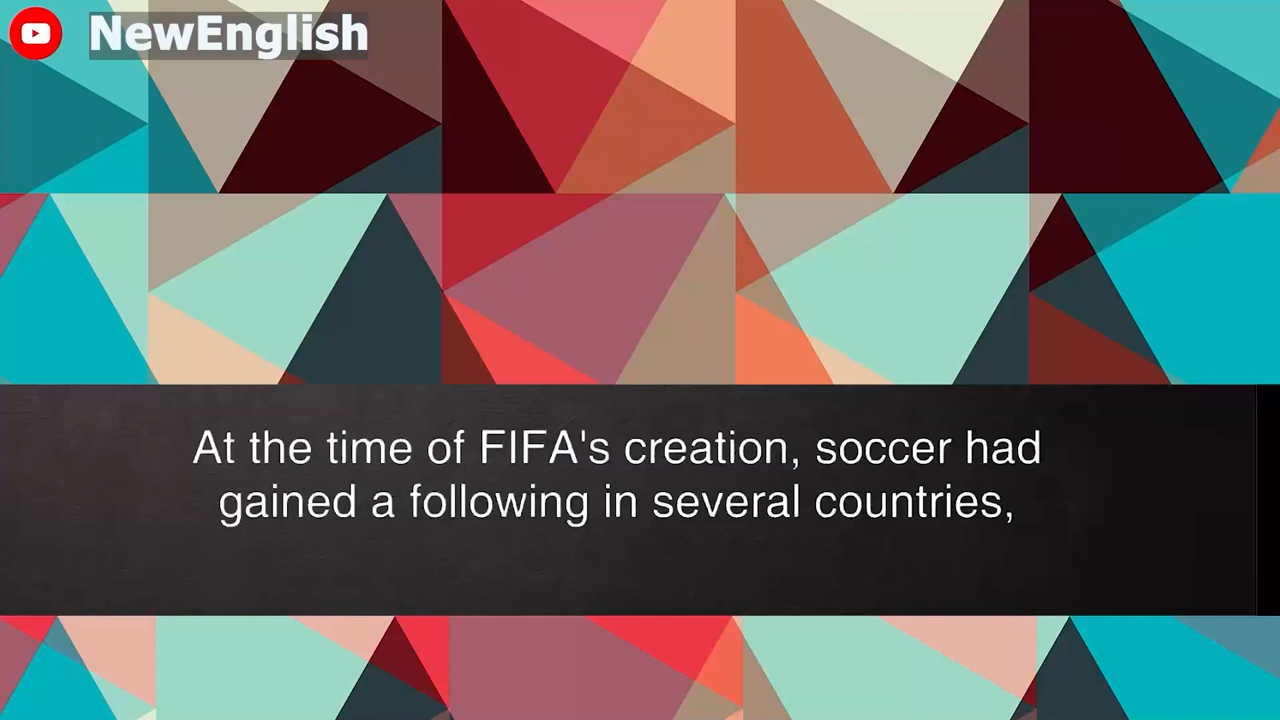 NewEnglish
At the time of FIFA's creation, soccer had
gained a following in several countries,